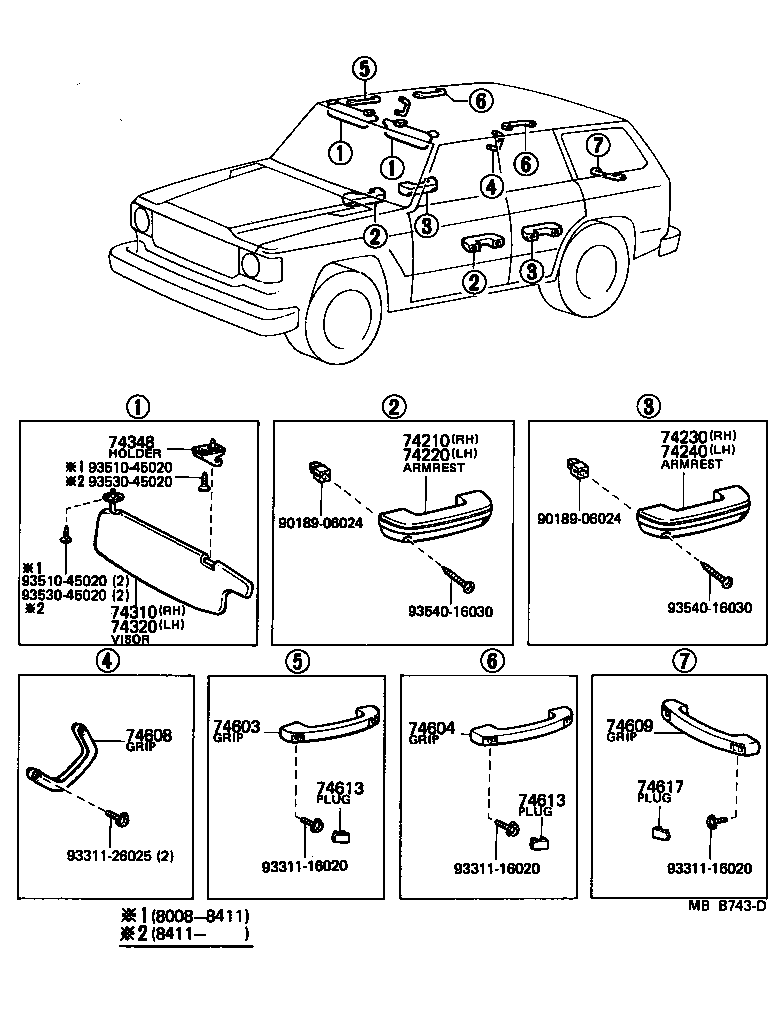 5
6
1
1
4
6
7
2
3
2
3
1
2
3
74348
HOLDER
※1 93510-45020
※2 93530-45020
※1
93510-45020 (2)
93530-45020 (2)
※2
74310(RH)
74320(LH)
VISOR
74210(RH)
74220(LH)
ARMREST
90189-06024
93540-16030
74230(RH)
74240(LH)
ARMREST
90189-06024
93540-16030
4
5
6
7
74608
GRIP
93311-26025 (2)
74603
GRIP
74613
PLUG
93311-16020
74604
GRIP
74613
PLUG
93311-16020
74609
GRIP
74617
PLUG
93311-16020
※1(8008-8411)
※2(8411- )
MB B743-D